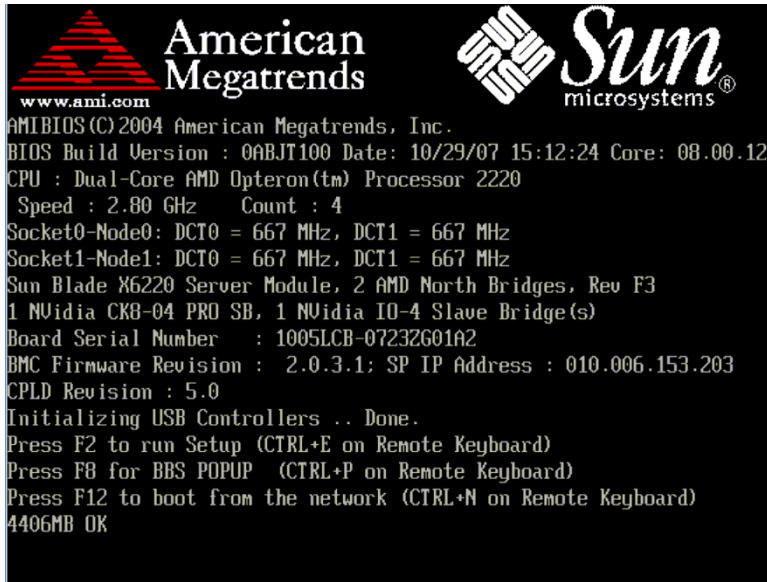 American
Megatrends
www.ami.com
Sun®
microsystems
AMIBIOS(C)2004 American Megatrends, Inc.
BIOS Build Version : 0ABJT100 Date: 10/29/07 15:12:24 Core: 08.00.12
CPU : Dual-Core AMD Opteron(tm) Processor 2220
Speed : 2.80 GHz    Count : 4
Socket0-Node0: DCT0 = 667 MHz, DCT1 = 667 MHz
Socket1-Node1: DCT0 = 667 MHz, DCT1 = 667 MHz
Sun Blade X6220 Server Module, 2 AMD North Bridges, Rev F3
1 NVidia CK8-04 PRO SB, 1 NVidia IO-4 Slave Bridge(s)
Board Serial Number   : 1005LCB-0723ZG01A2
BMC Firmware Revision :  2.0.3.1; SP IP Address : 010.006.153.203
CPLD Revision : 5.0
Initializing USB Controllers .. Done.
Press F2 to run Setup (CTRL+E on Remote Keyboard)
Press F8 for BBS POPUP  (CTRL+P on Remote Keyboard)
Press F12 to boot from the network (CTRL+N on Remote Keyboard)
4406MB OK